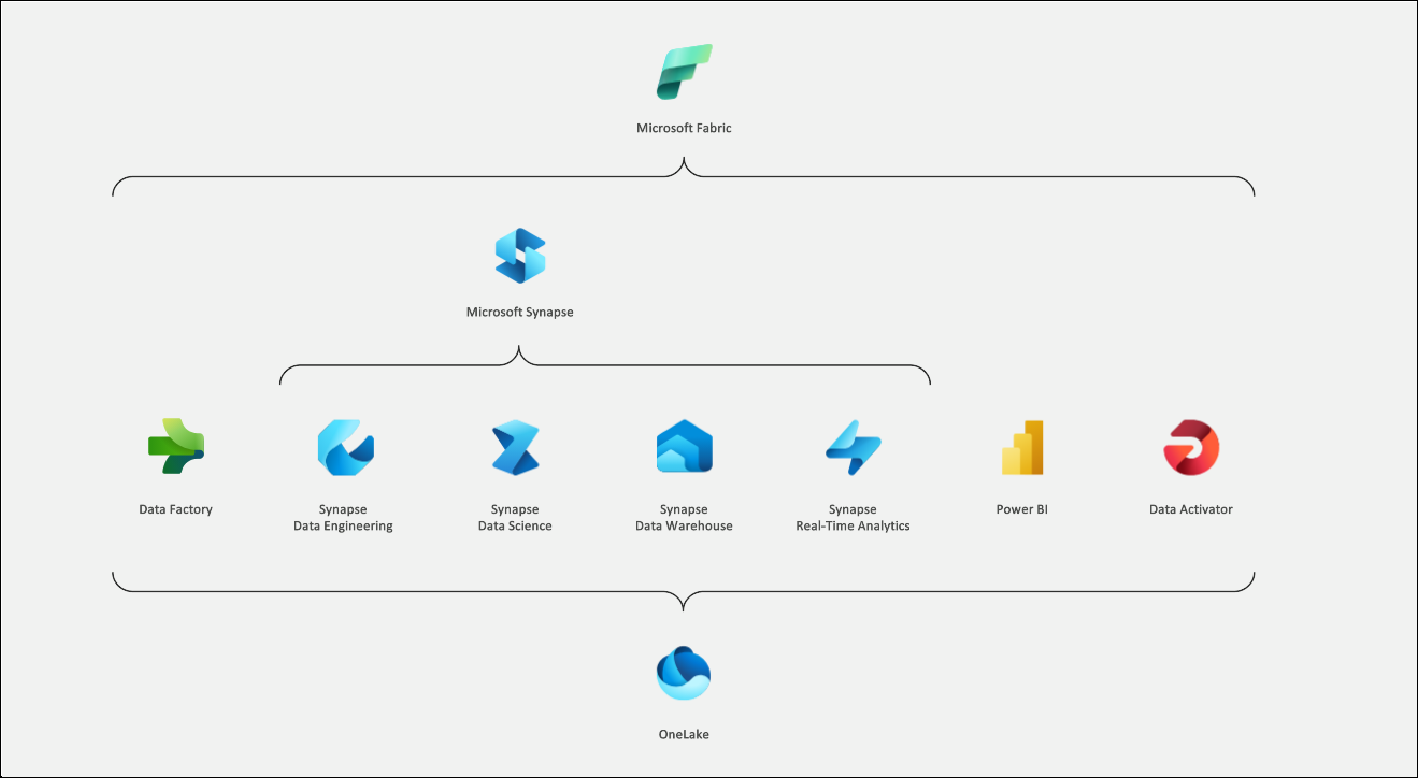 Microsoft Fabric
Microsoft Synapse
Data Factory
Synapse
Data Engineering
Synapse
Data Science
Synapse
Data Warehouse
Synapse
Real-Time Analytics
Power BI
Data Activator
OneLake